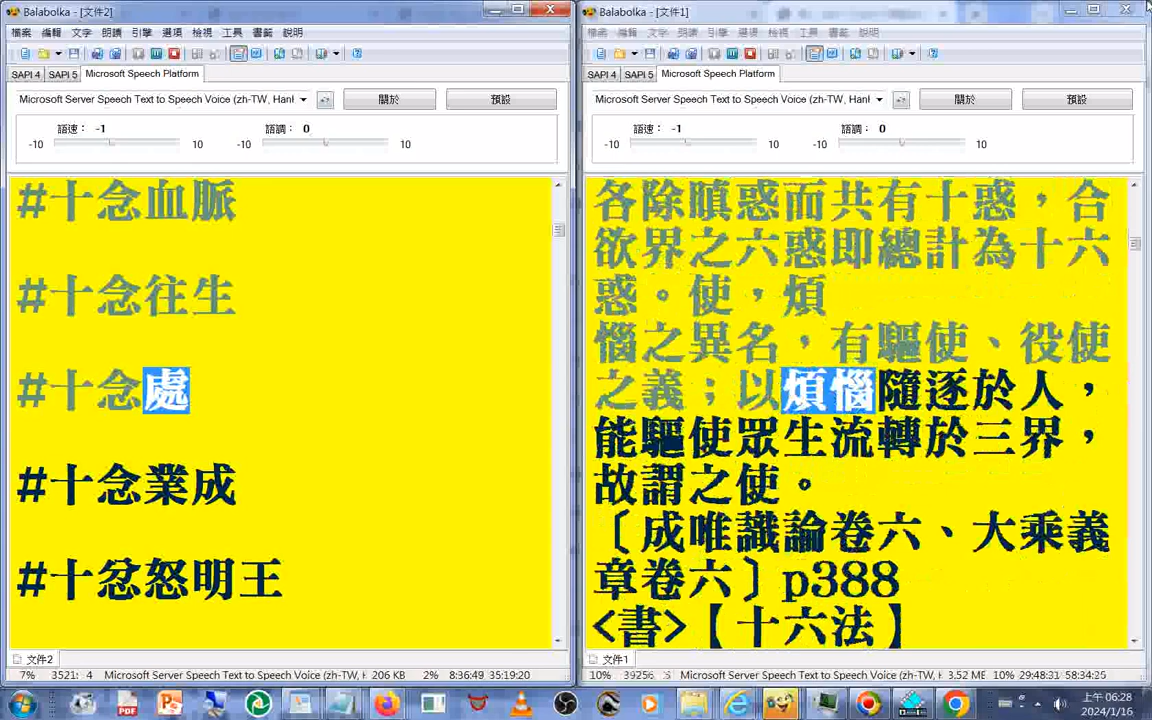 Balabolka - [文件2]
檔案 編輯 文字 朗讀 引擎 選項 檢視 工具 書籤 說明
SAPI 4 SAPI 5 Microsoft Speech Platform
Microsoft Server Speech Text to Speech Voice (zh-TW, Hanl
關於 預設
語速: -1 語調: 0
-10 10 -10 10
#十念血脈
#十念往生
#十念處
#十念業成
#十忿怒明王
文件2
7% 3521: 4 Microsoft Server Speech Text to Speech Voice (zh-TW, H 206 KB 2% 8:36:49 35:19:20
Balabolka - [文件1]
檔案 編輯 文字 朗讀 引擎 選項 檢視 工具 書籤 說明
SAPI 4 SAPI 5 Microsoft Speech Platform
Microsoft Server Speech Text to Speech Voice (zh-TW, Hanl
關於 預設
語速: -1 語調: 0
-10 10 -10 10
各除瞋惑而共有十惑，合
欲界之六惑即總計為十六
惑。使，煩
惱之異名，有驅使、役使
之義；以煩惱隨逐於人，
能驅使眾生流轉於三界，
故謂之使。
〔成唯識論卷六、大乘義
章卷六〕p388
<書>【十六法】
文件1
10% 39256: Microsoft Server Speech Text to Speech Voice (zh-TW, H 3.52 ME 10% 29:48:31 58:34:25
上午 06:28
2024/1/16